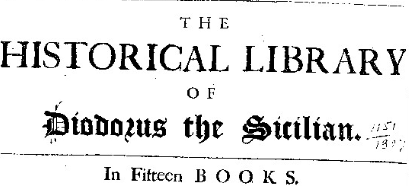 THE
HISTORICAL LIBRARY
OF
Diodorus the Sicilian.
In Fifteen BOOKS.